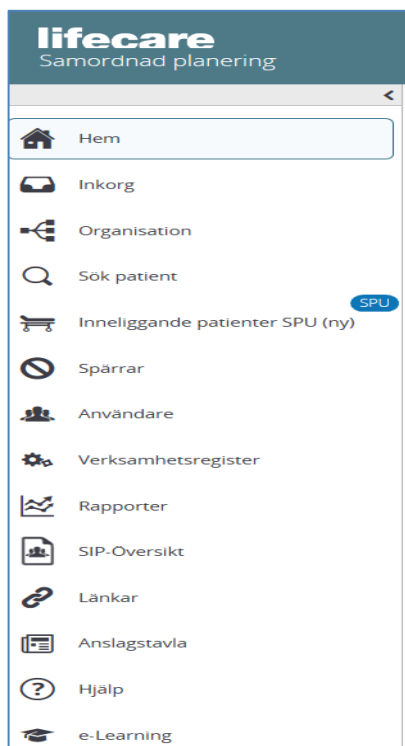 lifecare
Samordnad planering
<
Hem
Inkorg
Organisation
Sök patient
SPU
Inneliggande patienter SPU (ny)
Spärrar
Användare
Verksamhetsregister
Rapporter
SIP-Översikt
Länkar
Anslagstavla
?
Hjälp
e-Learning